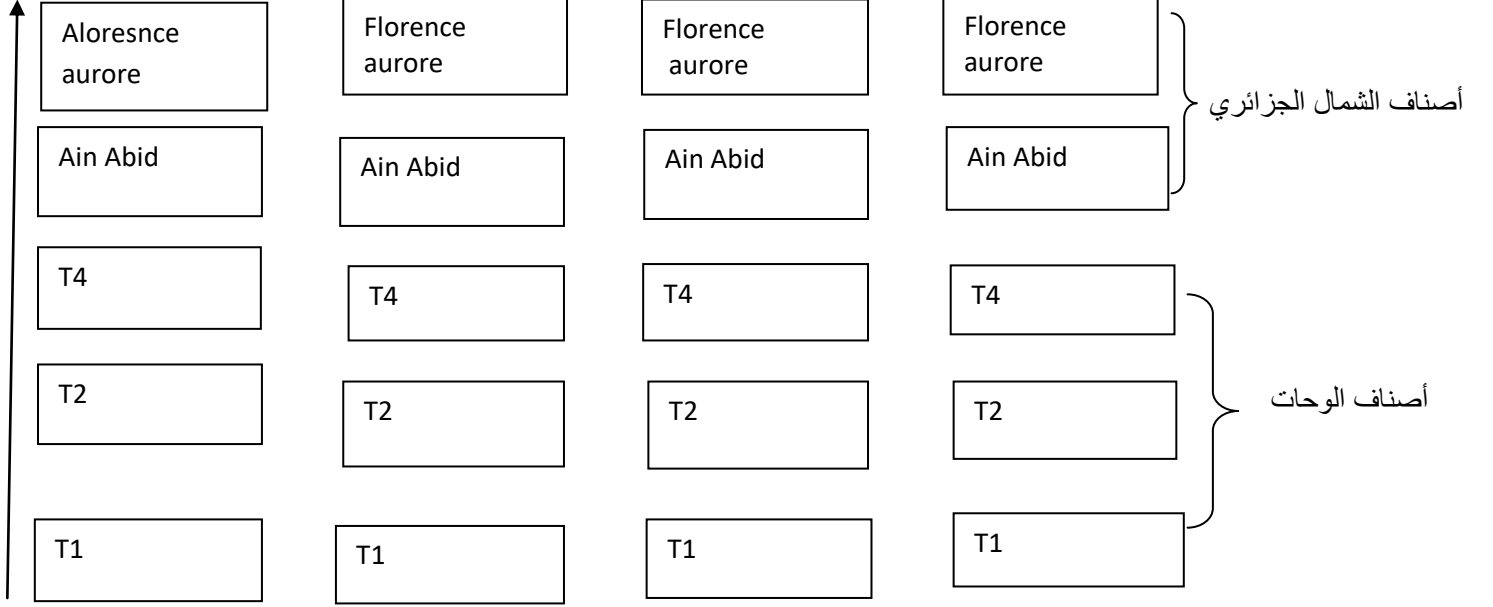 Aloresnce
aurore
Florence
aurore
Florence
aurore
Florence
aurore
أصناف الشمال الجزائري
Ain Abid
Ain Abid
Ain Abid
Ain Abid
T4
T4
T4
T4
T2
T2
T2
T2
أصناف الوحات
T1
T1
T1
T1